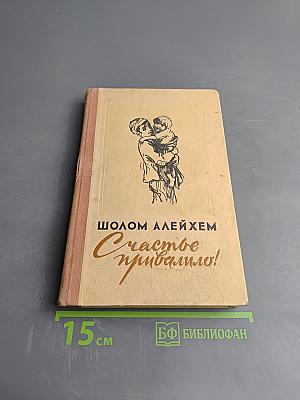 ШОЛОМ АЛЕЙХЕМ
Счастье
привалило!
15 см
БФ БИБЛИОФАН